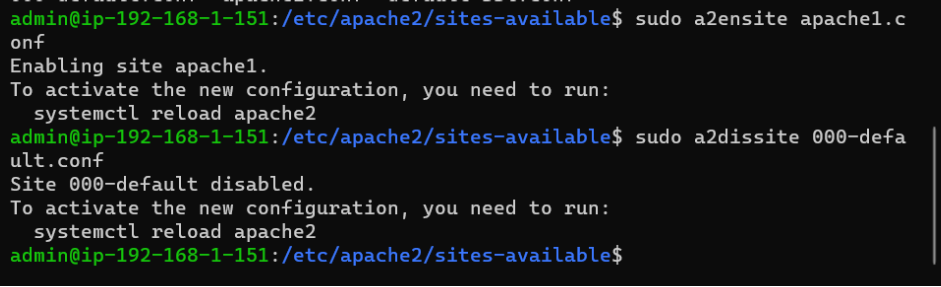 admin@ip-192-168-1-151:/etc/apache2/sites-available$ sudo a2ensite apache1.c
onf
Enabling site apache1.
To activate the new configuration, you need to run:
  systemctl reload apache2
admin@ip-192-168-1-151:/etc/apache2/sites-available$ sudo a2dissite 000-defa
ult.conf
Site 000-default disabled.
To activate the new configuration, you need to run:
  systemctl reload apache2
admin@ip-192-168-1-151:/etc/apache2/sites-available$